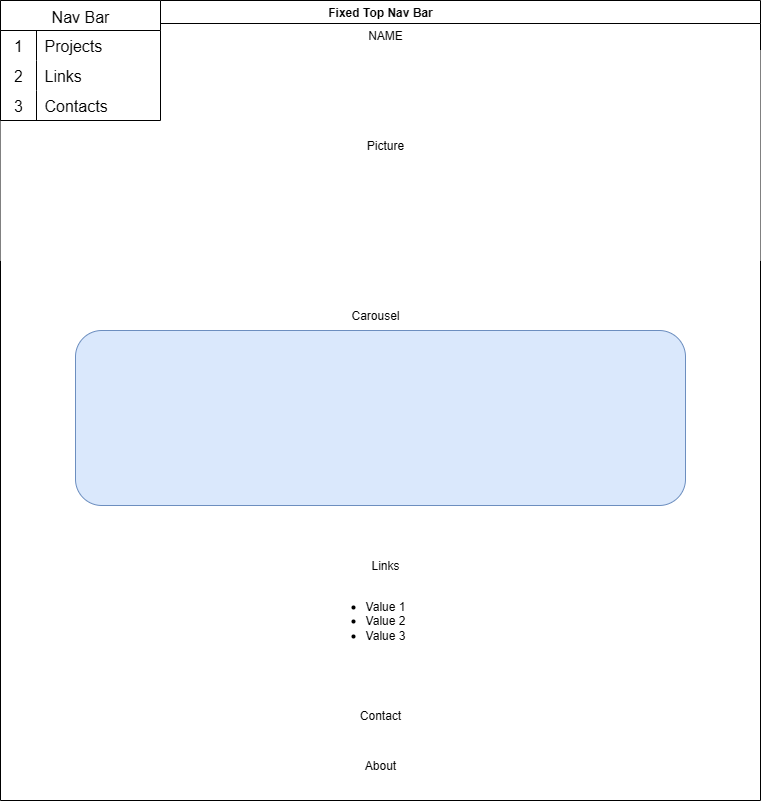 Nav Bar
Fixed Top Nav Bar
1 Projects
2 Links
3 Contacts
NAME
Picture
Carousel
Links
• Value 1
• Value 2
• Value 3
Contact
About